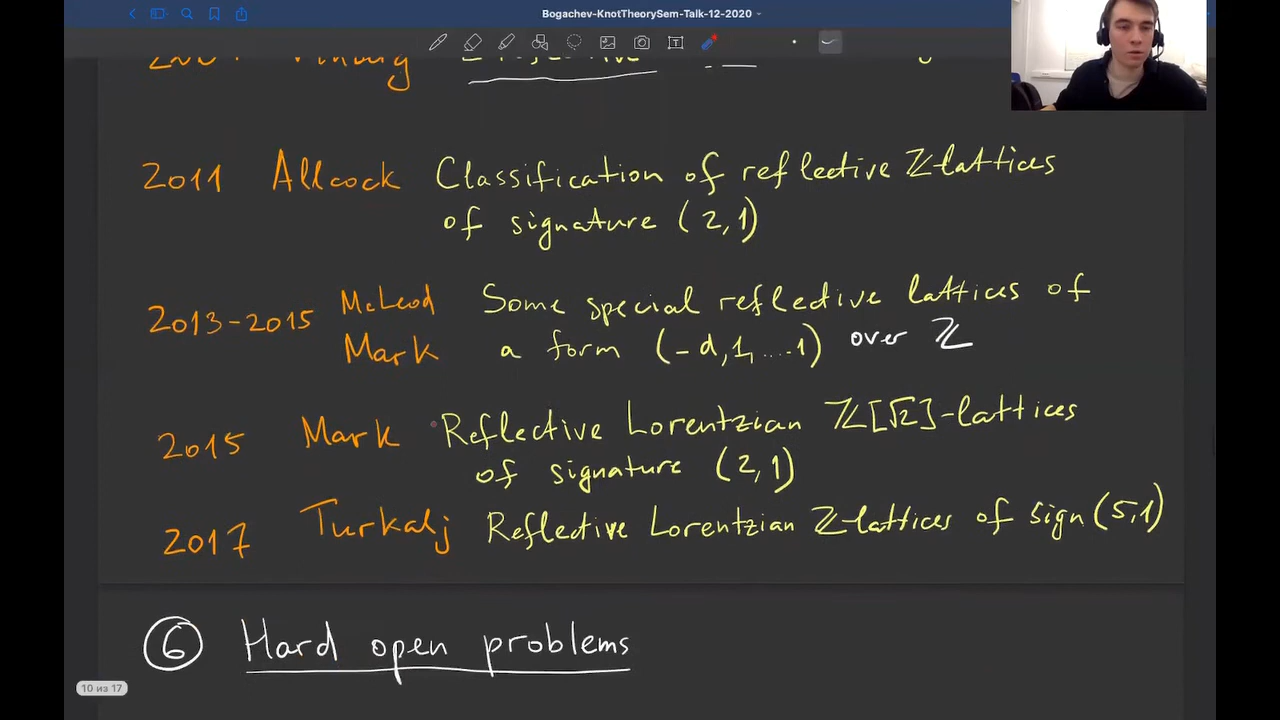 Bogachev-KnotTheorySem-Talk-12-2020
2011 Allcock Classification of reflective ℤ-lattices
of signature (2,1)
2013-2015 McLeod Mark Some special reflective lattices of
a form (-d,1,....1) over ℤ
2015 Mark Reflective Lorentzian ℤ[√2]-lattices
of signature (2,1)
2017 Turkalj Reflective Lorentzian ℤ-lattices of sign (5,1)
6 Hard open problems
10 из 17